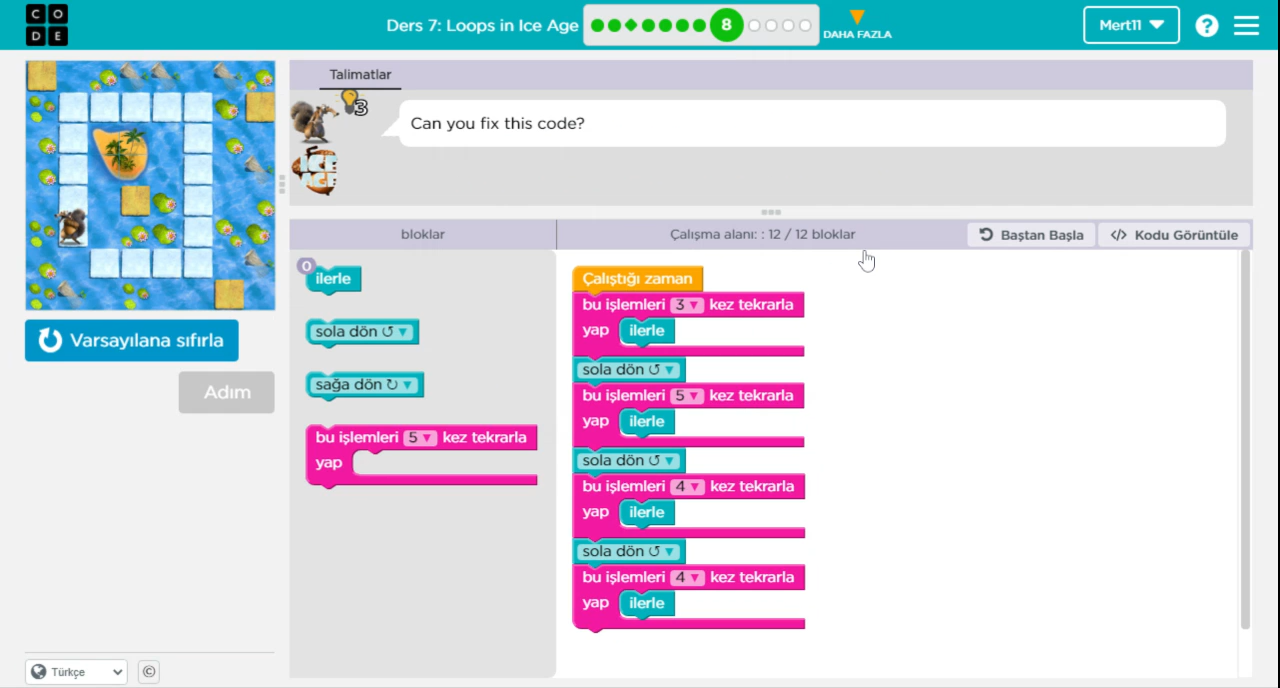 CODE
Ders 7: Loops in Ice Age
8
DAHA FAZLA
Mert11
?
Talimatlar
3
Can you fix this code?
ICE AGE
bloklar
Çalışma alanı: : 12 / 12 bloklar
Baştan Başla
</> Kodu Görüntüle
Varsayılana sıfırla
Adım
0
ilerle
sola dön ↺ ▼
sağa dön ↻ ▼
bu işlemleri 5 ▼ kez tekrarla
yap
Çalıştığı zaman
bu işlemleri 3 ▼ kez tekrarla
yap ilerle
sola dön ↺ ▼
bu işlemleri 5 ▼ kez tekrarla
yap ilerle
sola dön ↺ ▼
bu işlemleri 4 ▼ kez tekrarla
yap ilerle
sola dön ↺ ▼
bu işlemleri 4 ▼ kez tekrarla
yap ilerle
Türkçe
©